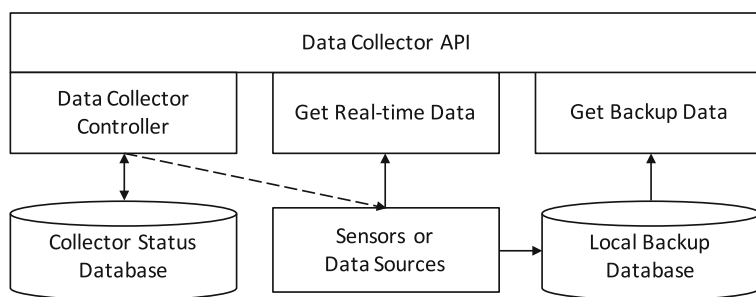 Data Collector API
Data Collector
Controller
Get Real-time Data
Get Backup Data
Collector Status
Database
Sensors or
Data Sources
Local Backup
Database